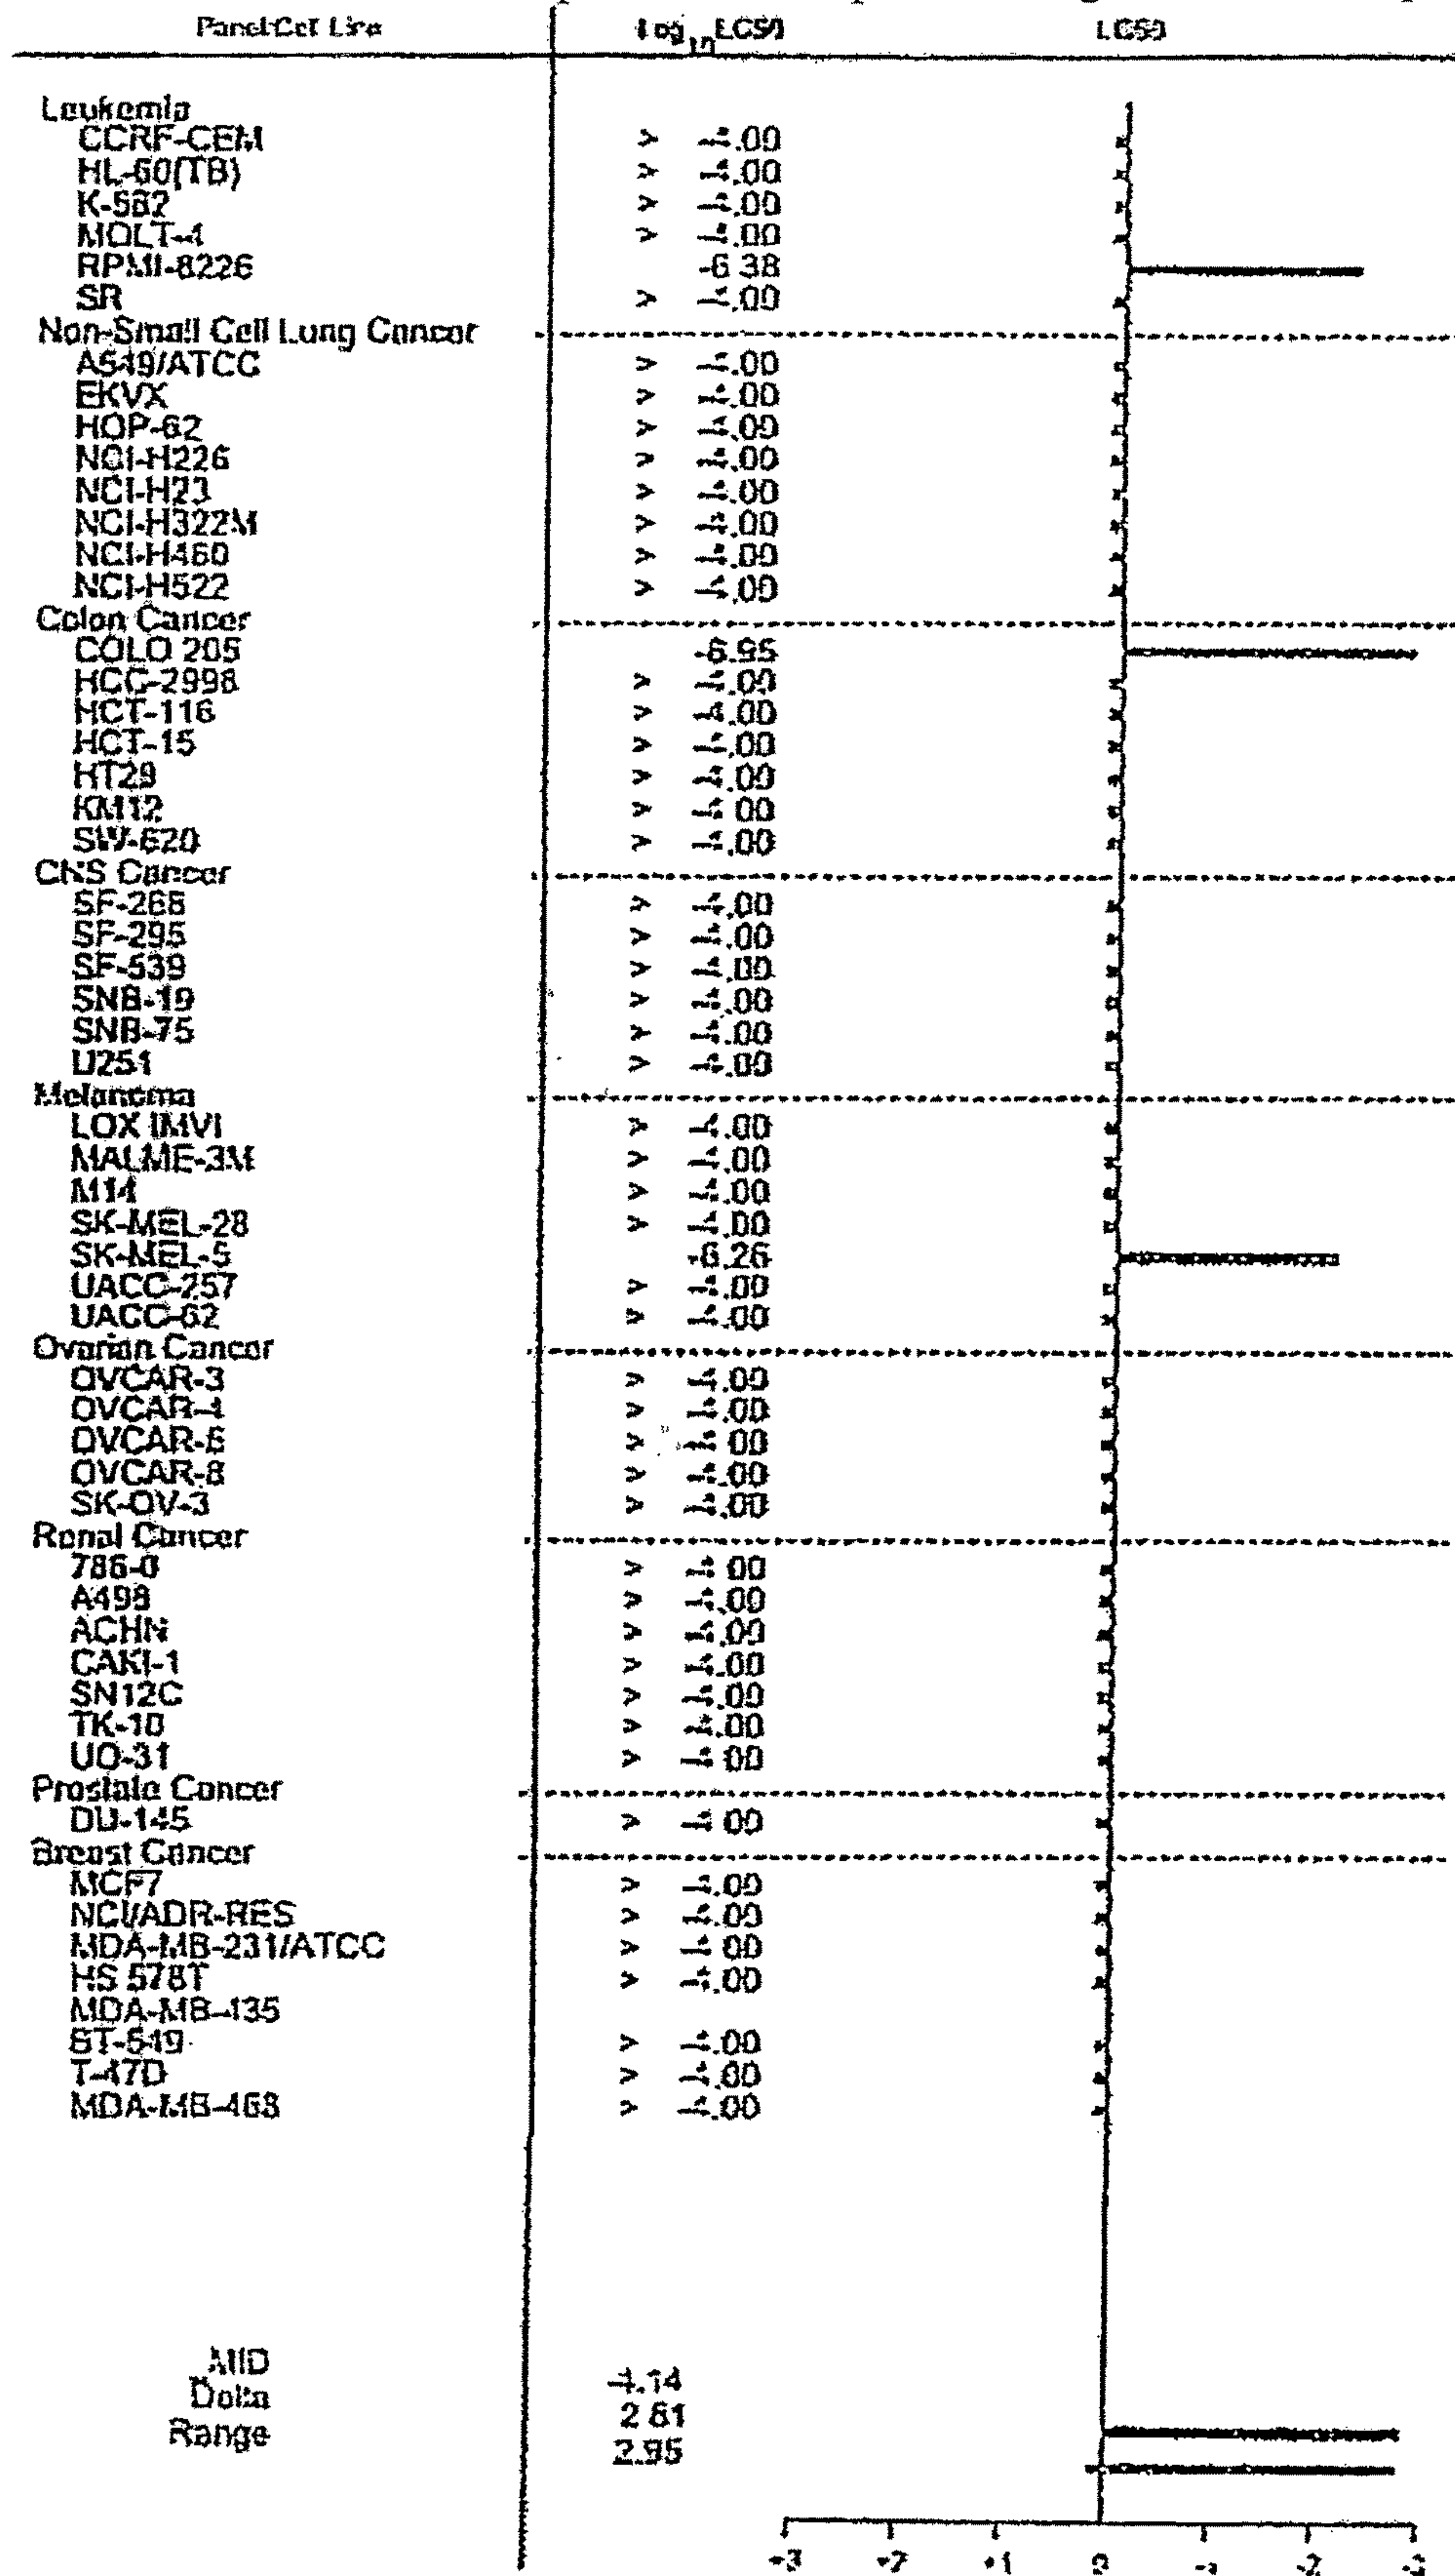 Panel/Cell Line Log10LC50 LC50
Leukemia
CCRF-CEM > -4.00
HL-60(TB) > -4.00
K-562 > -4.00
MOLT-4 > -4.00
RPMI-8226 -6.38
SR > -4.00
Non-Small Cell Lung Cancer
A549/ATCC > -4.00
EKVX > -4.00
HOP-62 > -4.00
NCI-H226 > -4.00
NCI-H23 > -4.00
NCI-H322M > -4.00
NCI-H460 > -4.00
NCI-H522 > -4.00
Colon Cancer
COLO 205 -6.95
HCC-2998 > -4.00
HCT-116 > -4.00
HCT-15 > -4.00
HT29 > -4.00
KM12 > -4.00
SW-620 > -4.00
CNS Cancer
SF-268 > -4.00
SF-295 > -4.00
SF-539 > -4.00
SNB-19 > -4.00
SNB-75 > -4.00
U251 > -4.00
Melanoma
LOX IMVI > -4.00
MALME-3M > -4.00
M14 > -4.00
SK-MEL-28 > -4.00
SK-MEL-5 -6.26
UACC-257 > -4.00
UACC-62 > -4.00
Ovarian Cancer
OVCAR-3 > -4.00
OVCAR-4 > -4.00
OVCAR-5 > -4.00
OVCAR-8 > -4.00
SK-OV-3 > -4.00
Renal Cancer
786-0 > -4.00
A498 > -4.00
ACHN > -4.00
CAKI-1 > -4.00
SN12C > -4.00
TK-10 > -4.00
UO-31 > -4.00
Prostate Cancer
DU-145 > -4.00
Breast Cancer
MCF7 > -4.00
NCI/ADR-RES > -4.00
MDA-MB-231/ATCC > -4.00
HS 578T > -4.00
MDA-MB-435
BT-549 > -4.00
T-47D > -4.00
MDA-MB-468 > -4.00
MID -4.14
Delta 2.81
Range 2.95
+3 +2 +1 0 -1 -2 -3